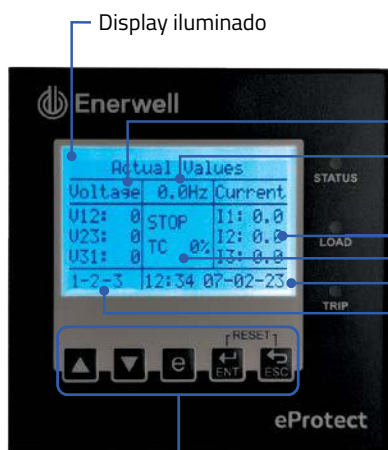 Display iluminado
Enerwell
Actual Values
Voltage 0.0Hz Current
V12: 0 STOP I1: 0.0
V23: 0 TC 0% I2: 0.0
V31: 0 I3: 0.0
1-2-3 12:34 07-02-23
STATUS
LOAD
TRIP
RESET
e ENT ESC
eProtect